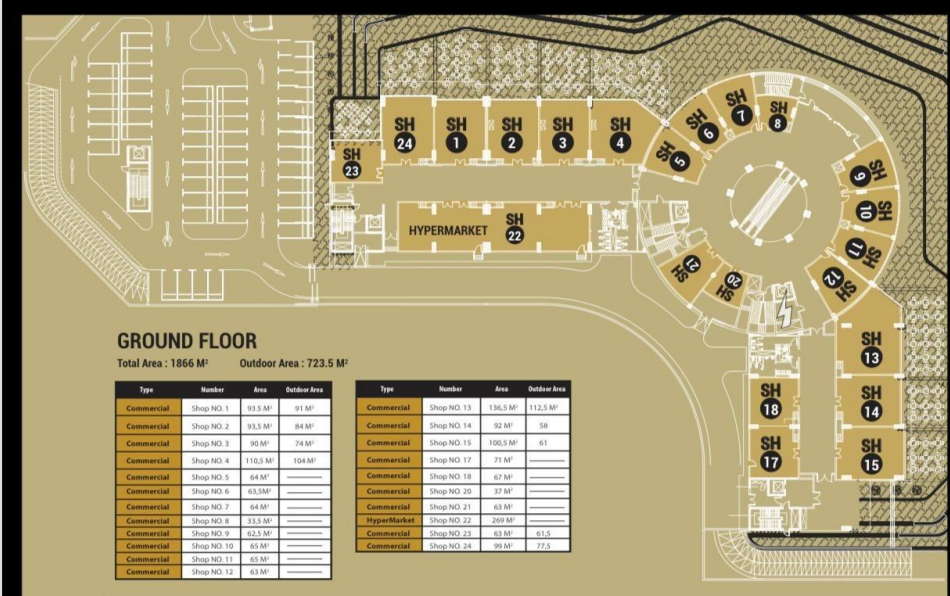 SH
24
SH
1
SH
2
SH
3
SH
4
SH
5
SH
6
SH
7
SH
8
SH
9
SH
10
SH
11
SH
12
SH
13
SH
14
SH
15
SH
17
SH
18
SH
20
SH
21
HYPERMARKET
SH
22
SH
23
GROUND FLOOR
Total Area : 1866 M² Outdoor Area : 723.5 M²
Type Number Area Outdoor Area
Commercial Shop NO. 1 93.5 M² 91 M²
Commercial Shop NO. 2 93,5 M² 84 M²
Commercial Shop NO. 3 90 M² 74 M²
Commercial Shop NO. 4 110,5 M² 104 M²
Commercial Shop NO. 5 64 M²
Commercial Shop NO. 6 63,5M²
Commercial Shop NO. 7 64 M²
Commercial Shop NO. 8 33,5 M²
Commercial Shop NO. 9 62,5 M²
Commercial Shop NO. 10 65 M²
Commercial Shop NO. 11 65 M²
Commercial Shop NO. 12 63 M²
Type Number Area Outdoor Area
Commercial Shop NO. 13 136,5 M² 112,5 M²
Commercial Shop NO. 14 92 M² 58
Commercial Shop NO. 15 100,5 M² 61
Commercial Shop NO. 17 71 M²
Commercial Shop NO. 18 67 M²
Commercial Shop NO. 20 37 M²
Commercial Shop NO. 21 63 M²
HyperMarket Shop NO. 22 269 M²
Commercial Shop NO. 23 63 M² 61,5
Commercial Shop NO. 24 99 M² 77,5